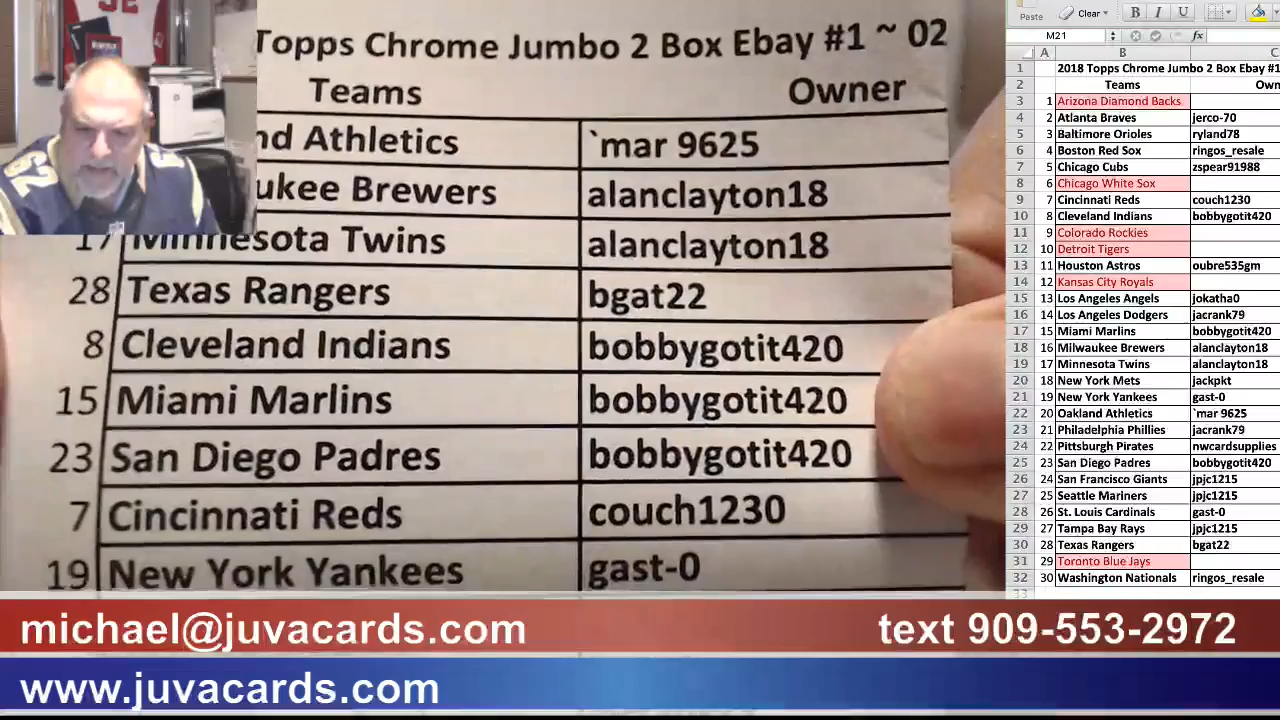 Topps Chrome Jumbo 2 Box Ebay #1 ~ 02
Teams Owner
nd Athletics `mar 9625
ukee Brewers alanclayton18
17 Minnesota Twins alanclayton18
28 Texas Rangers bgat22
8 Cleveland Indians bobbygotit420
15 Miami Marlins bobbygotit420
23 San Diego Padres bobbygotit420
7 Cincinnati Reds couch1230
19 New York Yankees gast-0
michael@juvacards.com text 909-553-2972
www.juvacards.com
Paste Clear B I U
M21 fx
A B C
1 2018 Topps Chrome Jumbo 2 Box Ebay #1
2 Teams Own
3 1 Arizona Diamond Backs
4 2 Atlanta Braves jerco-70
5 3 Baltimore Orioles ryland78
6 4 Boston Red Sox ringos_resale
7 5 Chicago Cubs zspear91988
8 6 Chicago White Sox
9 7 Cincinnati Reds couch1230
10 8 Cleveland Indians bobbygotit420
11 9 Colorado Rockies
12 10 Detroit Tigers
13 11 Houston Astros oubre535gm
14 12 Kansas City Royals
15 13 Los Angeles Angels jokatha0
16 14 Los Angeles Dodgers jacrank79
17 15 Miami Marlins bobbygotit420
18 16 Milwaukee Brewers alanclayton18
19 17 Minnesota Twins alanclayton18
20 18 New York Mets jackpkt
21 19 New York Yankees gast-0
22 20 Oakland Athletics `mar 9625
23 21 Philadelphia Phillies jacrank79
24 22 Pittsburgh Pirates nwcardsupplies
25 23 San Diego Padres bobbygotit420
26 24 San Francisco Giants jpjc1215
27 25 Seattle Mariners jpjc1215
28 26 St. Louis Cardinals gast-0
29 27 Tampa Bay Rays jpjc1215
30 28 Texas Rangers bgat22
31 29 Toronto Blue Jays
32 30 Washington Nationals ringos_resale